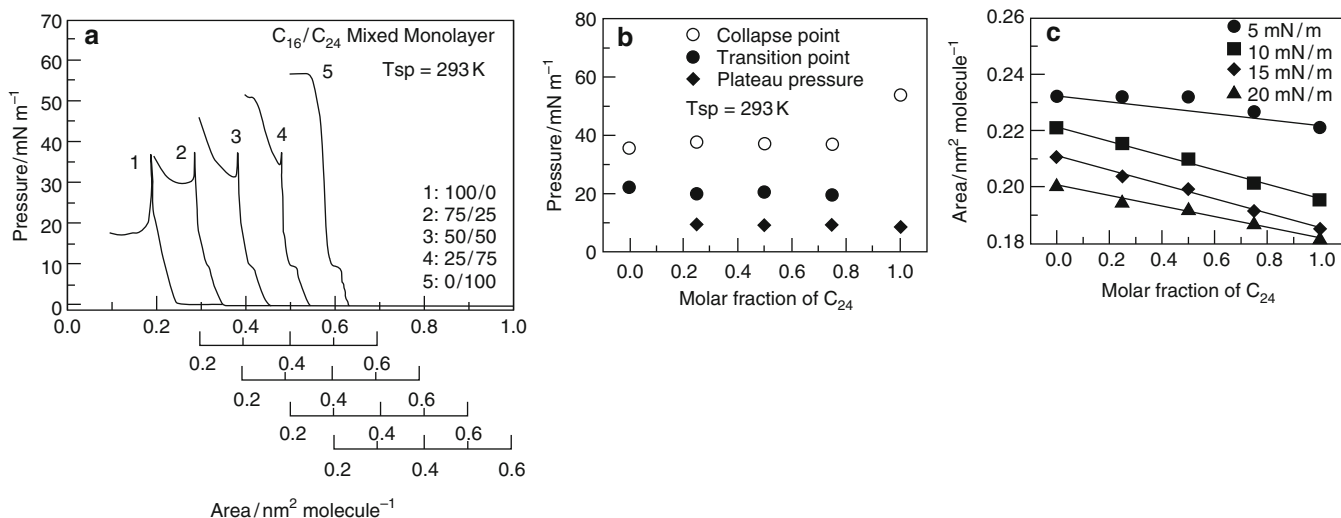 a
C₁₆/C₂₄ Mixed Monolayer
Tsp = 293 K
Pressure/mN m⁻¹
70
60
50
40
30
20
10
0
1
2
3
4
5
1: 100/0
2: 75/25
3: 50/50
4: 25/75
5: 0/100
0.0 0.2 0.4 0.6 0.8 1.0
0.2 0.4 0.6
0.2 0.4 0.6
0.2 0.4 0.6
0.2 0.4 0.6
Area/nm² molecule⁻¹
b
Collapse point
Transition point
Plateau pressure
Tsp = 293 K
Pressure/mN m⁻¹
80
60
40
20
0
0.0 0.2 0.4 0.6 0.8 1.0
Molar fraction of C₂₄
c
5 mN/m
10 mN/m
15 mN/m
20 mN/m
Area/nm² molecule⁻¹
0.26
0.24
0.22
0.20
0.18
0.0 0.2 0.4 0.6 0.8 1.0
Molar fraction of C₂₄